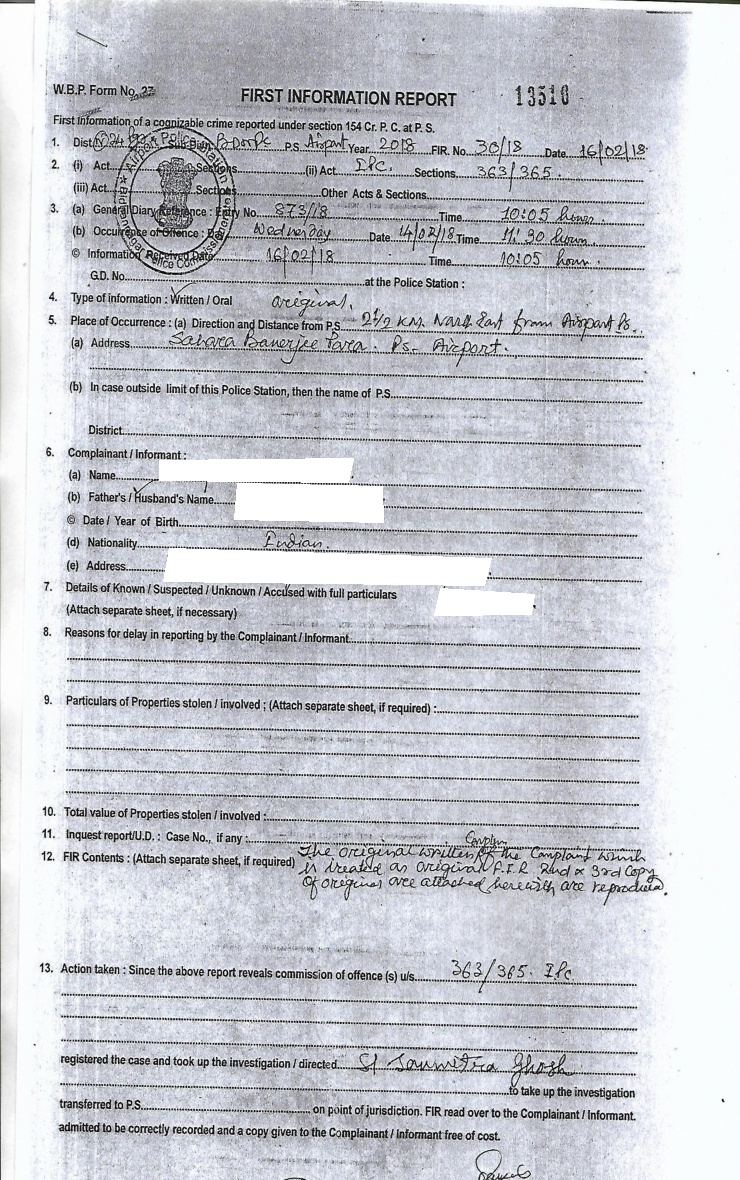 W.B.P. Form No. 27
FIRST INFORMATION REPORT 13510
First Information of a cognizable crime reported under section 154 Cr. P. C. at P. S.
1. Dist. P.S. Airport Year 2018 FIR. No. 30/18 Date 16/02/18
2. (i) Act Sections (ii) Act IPC. Sections 363/365.
(iii) Act Sections Other Acts & Sections
3. (a) General Diary Reference : Entry No. 873/18 Time 10:05 hours.
(b) Occurrence of Offence : Day Wednesday Date 14/02/18 Time 11:30 hours.
© Information Received Date 16/02/18 Time 10:05 hour.
G.D. No. at the Police Station :
4. Type of Information : Written / Oral original.
5. Place of Occurrence : (a) Direction and Distance from P.S. 2½ KM. North East from Airport Ps.
(a) Address Sahara Banerjee Para. Ps. Airport.
(b) In case outside limit of this Police Station, then the name of P.S.
District
6. Complainant / Informant :
(a) Name
(b) Father's / Husband's Name
© Date / Year of Birth
(d) Nationality Indian.
(e) Address
7. Details of Known / Suspected / Unknown / Accused with full particulars
(Attach separate sheet, if necessary)
8. Reasons for delay in reporting by the Complainant / Informant
9. Particulars of Properties stolen / involved ; (Attach separate sheet, if required) :
10. Total value of Properties stolen / involved :
11. Inquest report/U.D. : Case No., if any :
12. FIR Contents : (Attach separate sheet, if required) The original written of the Complaint which
is treated as original F.I.R 2nd & 3rd Copy
of original are attached herewith are reproduced.
13. Action taken : Since the above report reveals commission of offence (s) u/s. 363/365. IPC
registered the case and took up the investigation / directed SI Soumitra Ghosh
to take up the investigation
transferred to P.S. on point of jurisdiction. FIR read over to the Complainant / Informant.
admitted to be correctly recorded and a copy given to the Complainant / Informant free of cost.